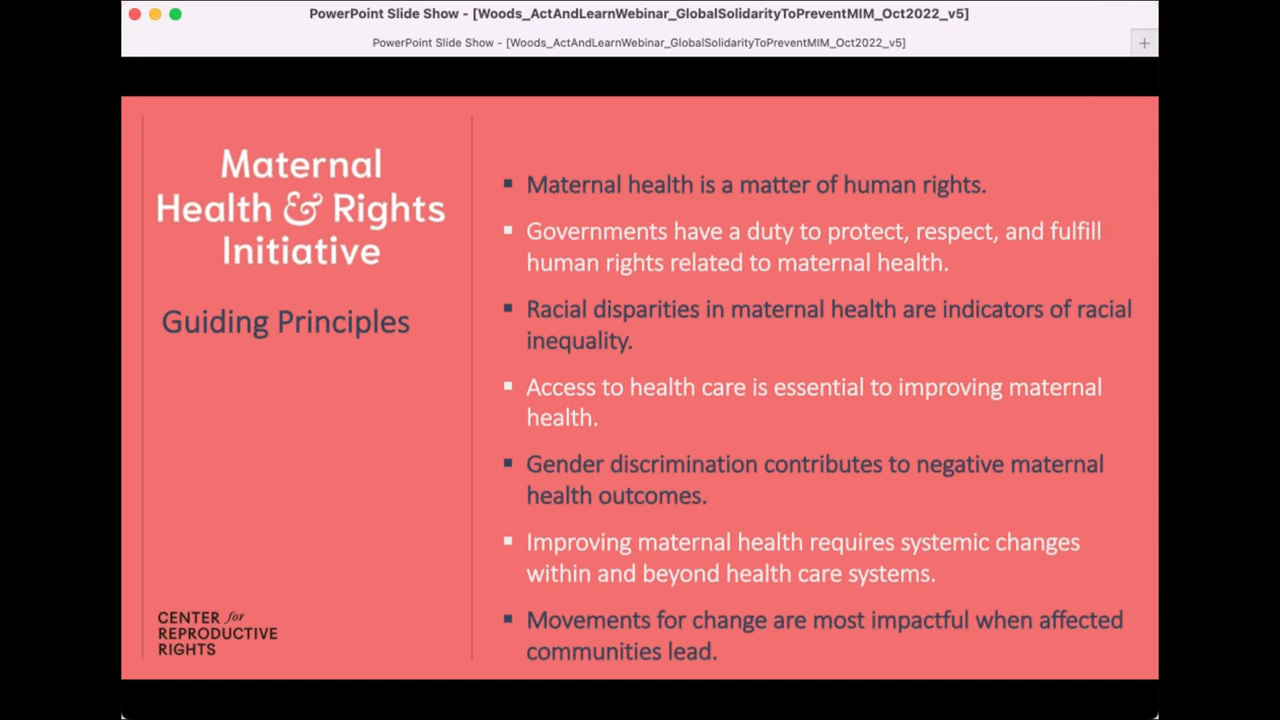 PowerPoint Slide Show - [Woods_ActAndLearnWebinar_GlobalSolidarityToPreventMIM_Oct2022_v5]
PowerPoint Slide Show - [Woods_ActAndLearnWebinar_GlobalSolidarityToPreventMIM_Oct2022_v5]
Maternal
Health & Rights
Initiative
Guiding Principles
CENTER for
REPRODUCTIVE
RIGHTS
▪ Maternal health is a matter of human rights.
▪ Governments have a duty to protect, respect, and fulfill
human rights related to maternal health.
▪ Racial disparities in maternal health are indicators of racial
inequality.
▪ Access to health care is essential to improving maternal
health.
▪ Gender discrimination contributes to negative maternal
health outcomes.
▪ Improving maternal health requires systemic changes
within and beyond health care systems.
▪ Movements for change are most impactful when affected
communities lead.